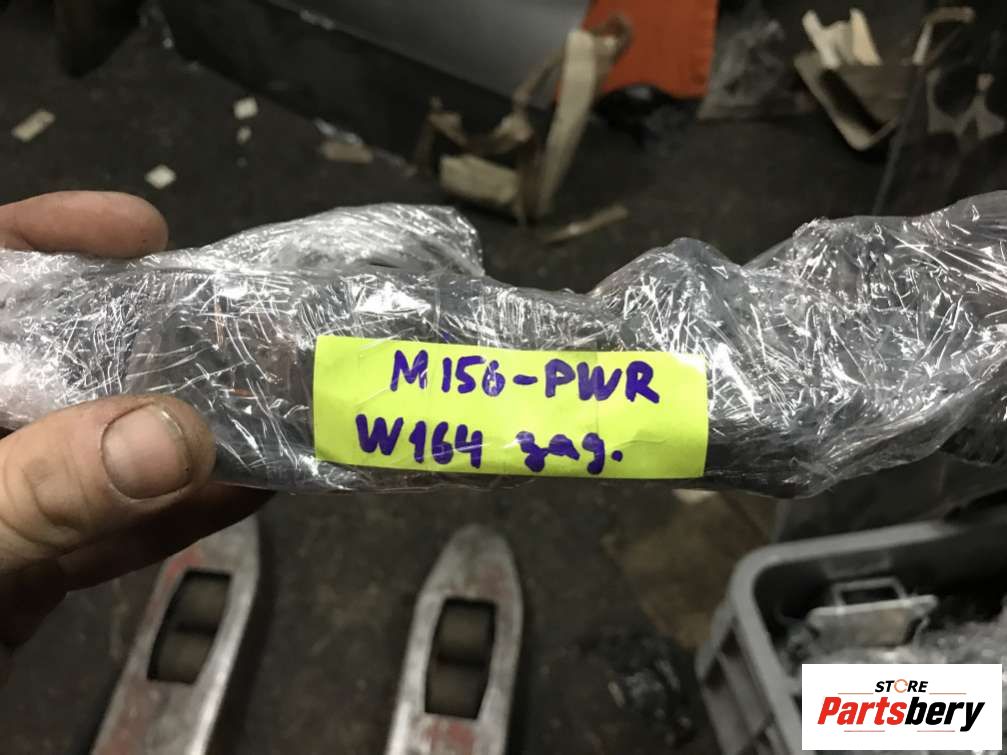 M156-PWR
W164 зад.
STORE
Partsbery